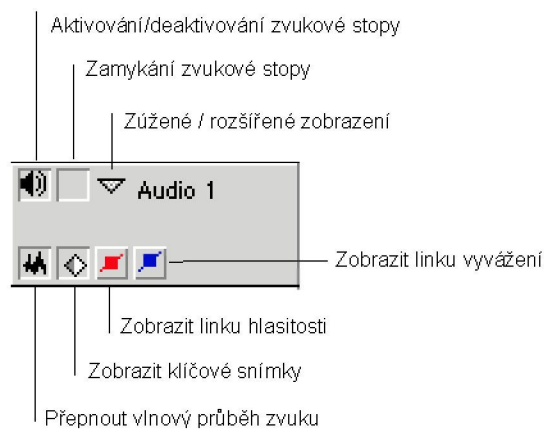 Aktivování/deaktivování zvukové stopy
Zamykání zvukové stopy
Zúžené / rozšířené zobrazení
Audio 1
Zobrazit linku vyvážení
Zobrazit linku hlasitosti
Zobrazit klíčové snímky
Přepnout vlnový průběh zvuku